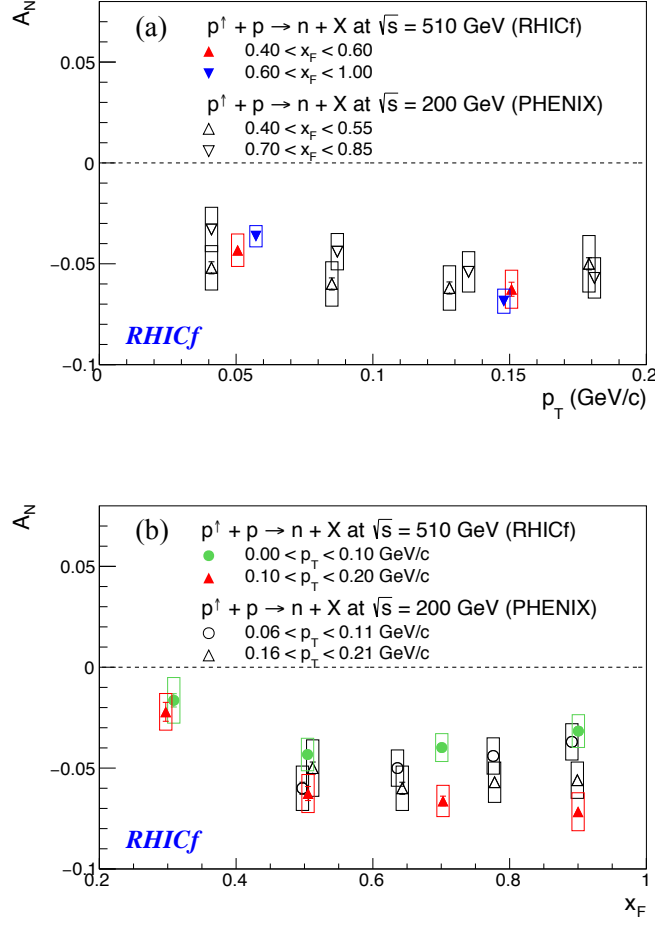 A_N
(a) p↑ + p → n + X at √s = 510 GeV (RHICf)
0.40 < x_F < 0.60
0.60 < x_F < 1.00
p↑ + p → n + X at √s = 200 GeV (PHENIX)
0.40 < x_F < 0.55
0.70 < x_F < 0.85
0.05
0
−0.05
−0.1
RHICf
0 0.05 0.1 0.15 0.2
p_T (GeV/c)
A_N
(b) p↑ + p → n + X at √s = 510 GeV (RHICf)
0.00 < p_T < 0.10 GeV/c
0.10 < p_T < 0.20 GeV/c
p↑ + p → n + X at √s = 200 GeV (PHENIX)
0.06 < p_T < 0.11 GeV/c
0.16 < p_T < 0.21 GeV/c
0.05
0
−0.05
−0.1
RHICf
0.2 0.4 0.6 0.8 1
x_F